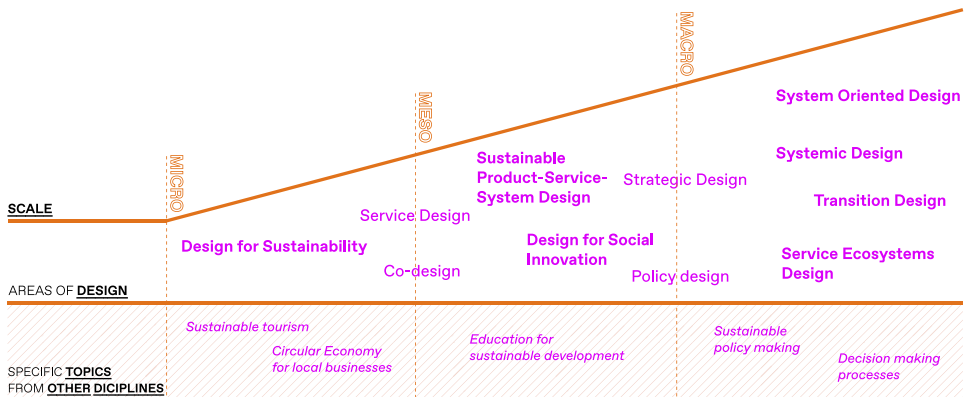 MICRO
MESO
MACRO
SCALE
System Oriented Design
Systemic Design
Transition Design
Service Ecosystems
Design
Sustainable
Product-Service-
System Design
Strategic Design
Service Design
Design for Sustainability
Design for Social
Innovation
Co-design
Policy design
AREAS OF DESIGN
Sustainable tourism
Circular Economy
for local businesses
Education for
sustainable development
Sustainable
policy making
Decision making
processes
SPECIFIC TOPICS
FROM OTHER DICIPLINES